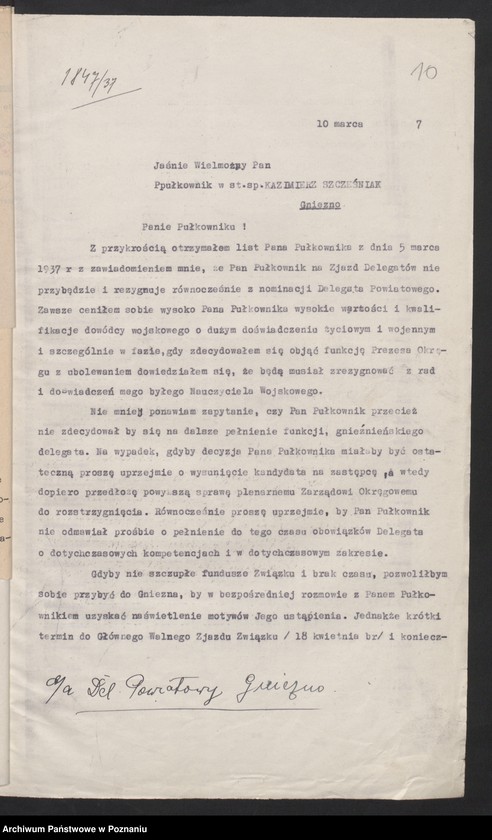 1847/37
10
10 marca 7
Jaśnie Wielmożny Pan
Ppułkownik w st.sp.KAZIMIERZ SZCZEŚNIAK
Gniezno
Panie Pułkowniku !
Z przykrością otrzymałem list Pana Pułkownika z dnia 5 marca
1937 r z zawiadomieniem mnie, że Pan Pułkownik na Zjazd Delegatów nie
przybędzie i rezygnuje równocześnie z nominacji Delegata Powiatowego.
Zawsze ceniłem sobie wysoko Pana Pułkownika wysokie wartości i kwali-
fikacje dowódcy wojskowego o dużym doświadczeniu życiowym i wojennym
i szczególnie w fazie,gdy zdecydowałem się objąć funkcję Prezesa Okrę-
gu z ubolewaniem dowiedziałem się, że będę musiał zrezygnować z rad
i doświadczeń mego byłego Nauczyciela Wojskowego.
Nie mniej ponawiam zapytanie, czy Pan Pułkownik przecież
nie zdecydował by się na dalsze pełnienie funkcji, gnieźnieńskiego
delegata. Na wypadek, gdyby decyzja Pana Pułkownika miałaby być osta-
teczną proszę uprzejmie o wysunięcie kandydata na zastępcę ,a wtedy
dopiero przedłożę powyższą sprawę plenarnemu Zarządowi Okręgowemu
do rozstrzygnięcia. Równocześnie proszę uprzejmie, by Pan Pułkownik
nie odmawiał prośbie o pełnienie do tego czasu obowiązków Delegata
o dotychczasowych kompetencjach i w dotychczasowym zakresie.
Gdyby nie szczupłe fundusze Związku i brak czasu, pozwoliłbym
sobie przybyć do Gniezna, by w bezpośredniej rozmowie z Panem Pułko-
wnikiem uzyskać naświetlenie motywów Jego ustąpienia. Jednakże krótki
termin do Głównego Walnego Zjazdu Związku / 18 kwietnia br/ i koniecz-
a/a Del. Powiatowy Gniezno.
Archiwum Państwowe w Poznaniu